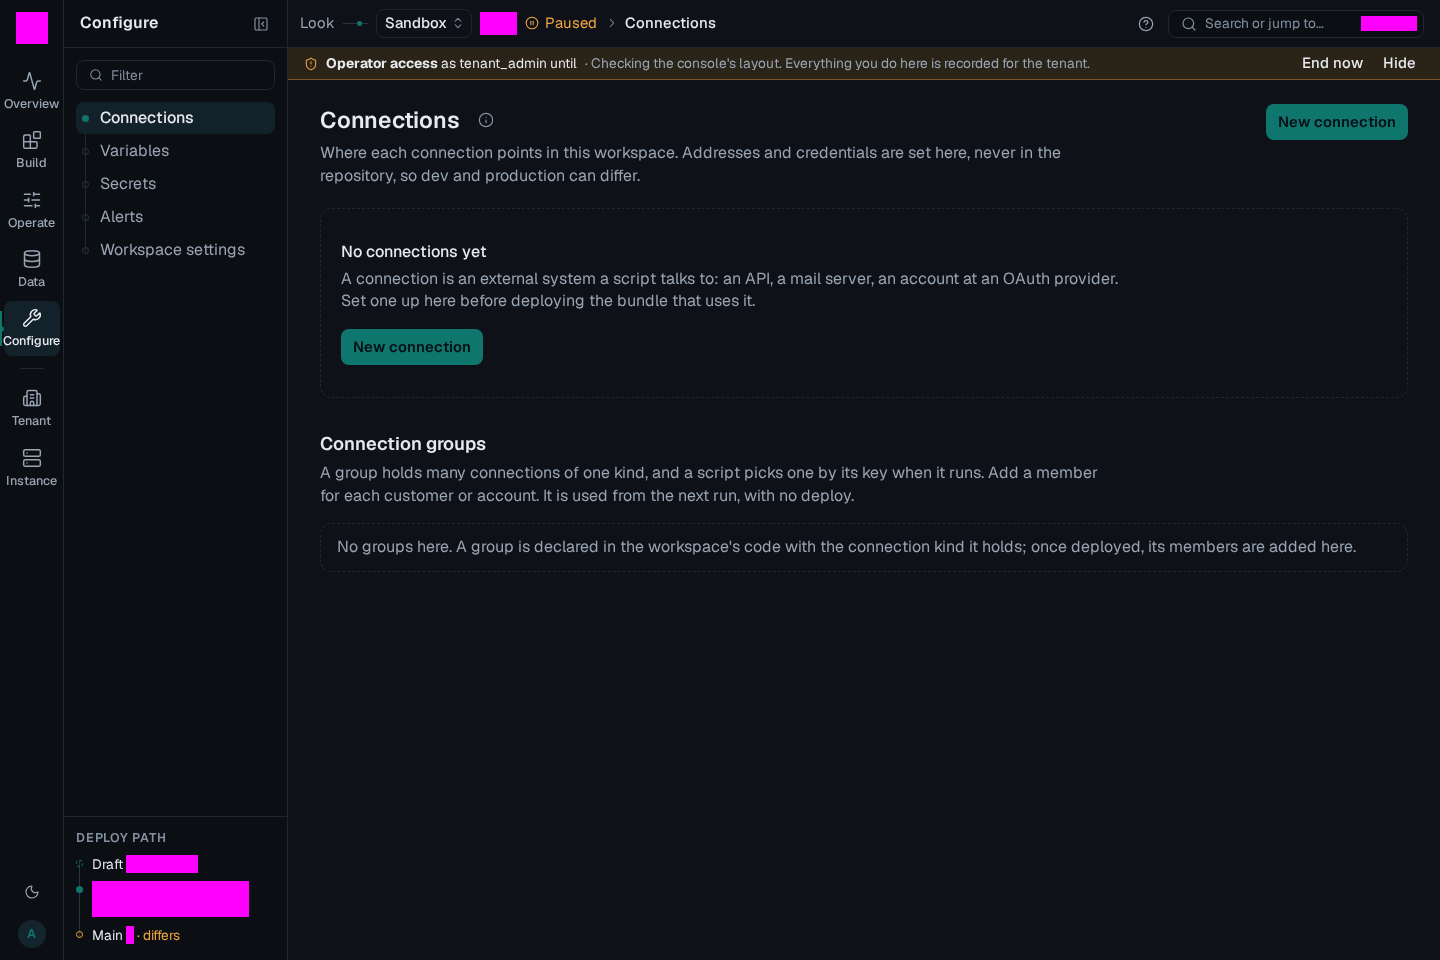 Configure
Look
Sandbox
Paused
Connections
Search or jump to…
Operator access as tenant_admin until · Checking the console's layout. Everything you do here is recorded for the tenant.
End now
Hide
Overview
Build
Operate
Data
Configure
Tenant
Instance
A
Filter
Connections
Variables
Secrets
Alerts
Workspace settings
DEPLOY PATH
Draft
Main · differs
Connections
New connection
Where each connection points in this workspace. Addresses and credentials are set here, never in the
repository, so dev and production can differ.
No connections yet
A connection is an external system a script talks to: an API, a mail server, an account at an OAuth provider.
Set one up here before deploying the bundle that uses it.
New connection
Connection groups
A group holds many connections of one kind, and a script picks one by its key when it runs. Add a member
for each customer or account. It is used from the next run, with no deploy.
No groups here. A group is declared in the workspace's code with the connection kind it holds; once deployed, its members are added here.